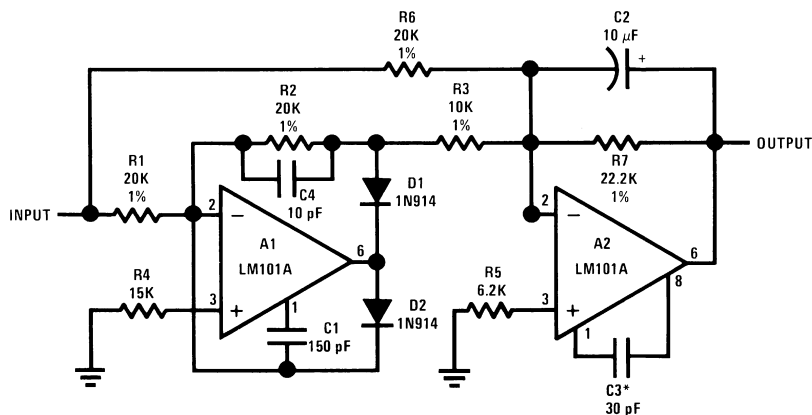 R6
20K
1%
C2
10 μF
+
R2
20K
1%
R3
10K
1%
OUTPUT
R1
20K
1%
C4
10 pF
D1
1N914
R7
22.2K
1%
INPUT
2
−
A1
LM101A
6
2
−
A2
LM101A
6
8
R4
15K
3
+
1
D2
1N914
R5
6.2K
3
+
1
C1
150 pF
C3*
30 pF